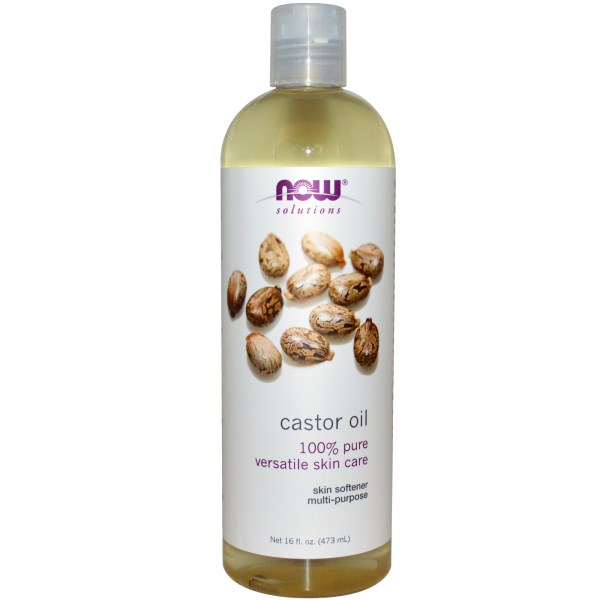 now®
solutions
castor oil
100% pure
versatile skin care
skin softener
multi-purpose
Net 16 fl. oz. (473 mL)